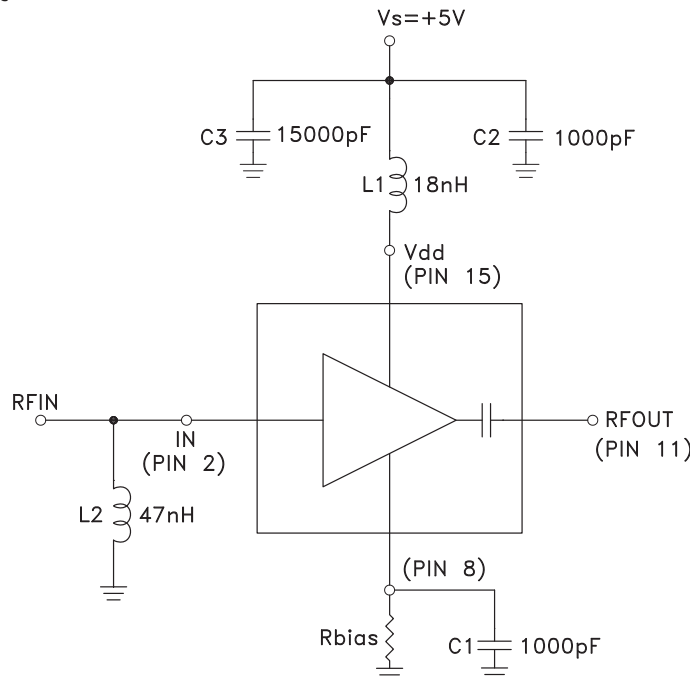 Vs=+5V
C3
15000pF
C2
1000pF
L1
18nH
Vdd
(PIN 15)
RFIN
IN
(PIN 2)
RFOUT
(PIN 11)
L2
47nH
(PIN 8)
Rbias
C1
1000pF